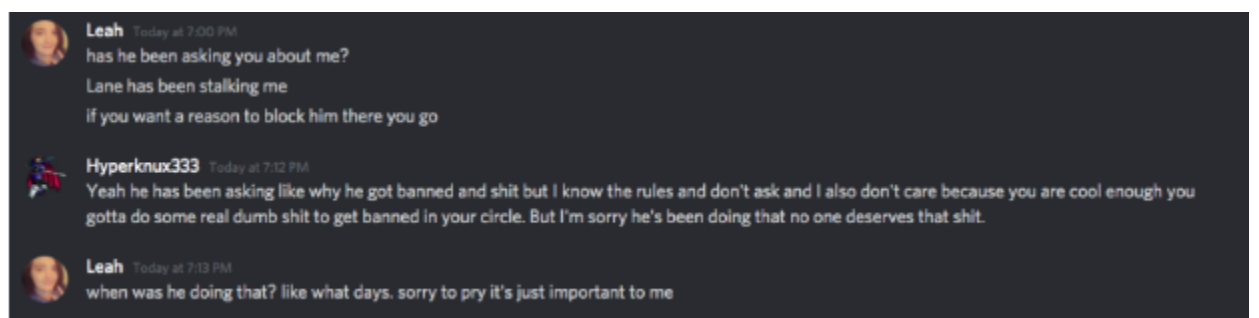 Leah Today at 7:00 PM
has he been asking you about me?
Lane has been stalking me
if you want a reason to block him there you go
Hyperknux333 Today at 7:12 PM
Yeah he has been asking like why he got banned and shit but I know the rules and don't ask and I also don't care because you are cool enough you
gotta do some real dumb shit to get banned in your circle. But I'm sorry he's been doing that no one deserves that shit.
Leah Today at 7:13 PM
when was he doing that? like what days. sorry to pry it's just important to me